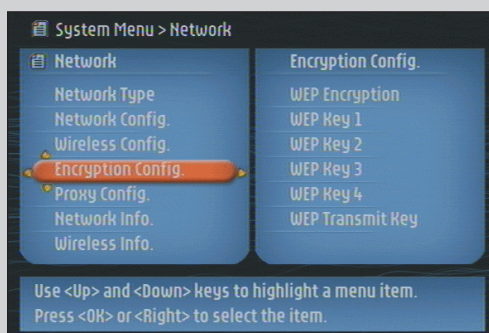 System Menu > Network
Network
Network Type
Network Config.
Wireless Config.
Encryption Config.
Proxy Config.
Network Info.
Wireless Info.
Encryption Config.
WEP Encryption
WEP Key 1
WEP Key 2
WEP Key 3
WEP Key 4
WEP Transmit Key
Use <Up> and <Down> keys to highlight a menu item.
Press <OK> or <Right> to select the item.